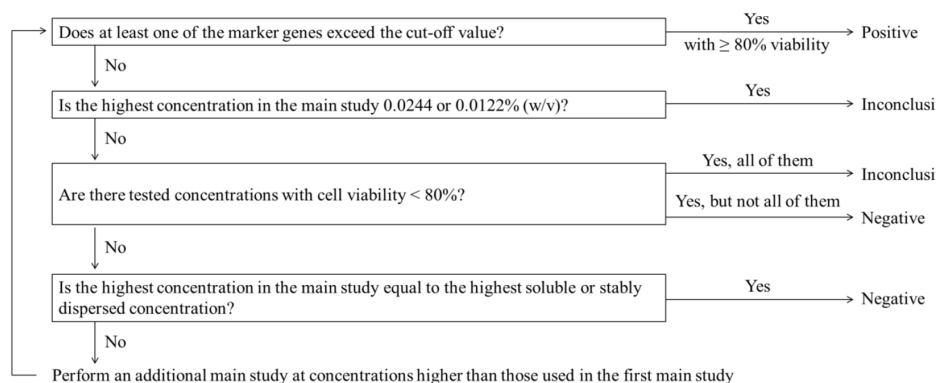 Does at least one of the marker genes exceed the cut-off value?
Yes
with ≥ 80% viability
Positive
No
Is the highest concentration in the main study 0.0244 or 0.0122% (w/v)?
Yes
Inconclusi
No
Are there tested concentrations with cell viability < 80%?
Yes, all of them
Inconclusi
Yes, but not all of them
Negative
No
Is the highest concentration in the main study equal to the highest soluble or stably
dispersed concentration?
Yes
Negative
No
Perform an additional main study at concentrations higher than those used in the first main study